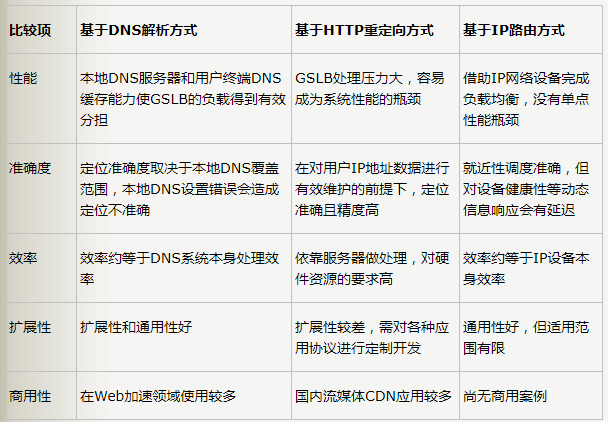 比较项 基于DNS解析方式 基于HTTP重定向方式 基于IP路由方式
性能
本地DNS服务器和用户终端DNS
缓存能力使GSLB的负载得到有效
分担
GSLB处理压力大，容易
成为系统性能的瓶颈
借助IP网络设备完成
负载均衡，没有单点
性能瓶颈
准确度
定位准确度取决于本地DNS覆盖
范围，本地DNS设置错误会造成
定位不准确
在对用户IP地址数据进行
有效维护的前提下，定位
准确且精度高
就近性调度准确，但
对设备健康性等动态
信息响应会有延迟
效率
效率约等于DNS系统本身处理效
率
依靠服务器做处理，对硬
件资源的要求高
效率约等于IP设备本
身效率
扩展性
扩展性和通用性好
扩展性较差，需对各种应
用协议进行定制开发
通用性好，但适用范
围有限
商用性
在Web加速领域使用较多
国内流媒体CDN应用较多
尚无商用案例